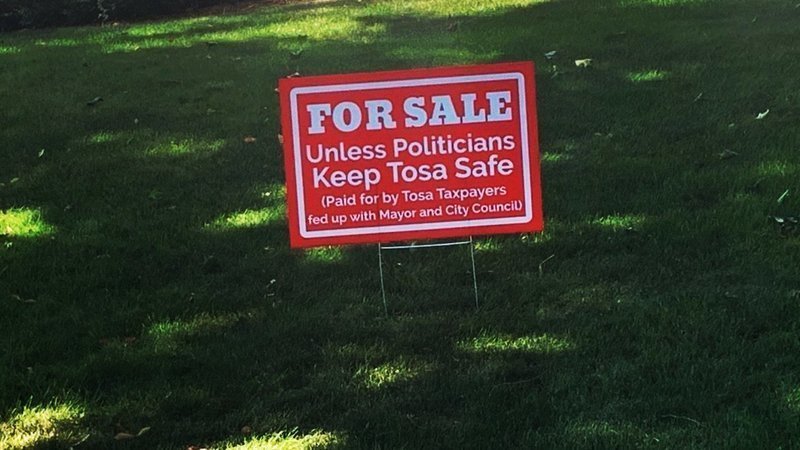 FOR SALE
Unless Politicians
Keep Tosa Safe
(Paid for by Tosa Taxpayers
fed up with Mayor and City Council)